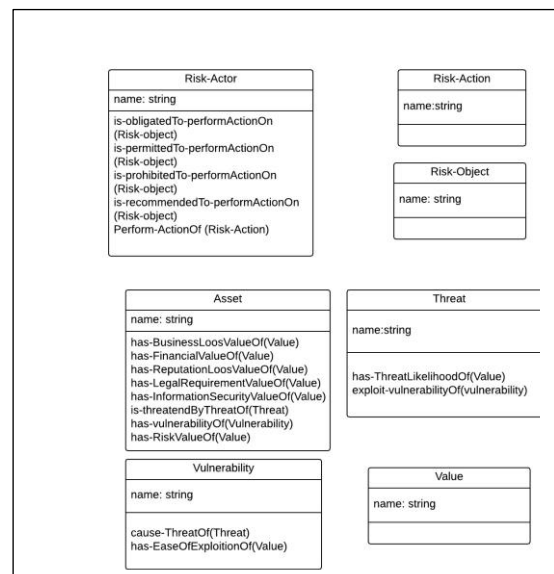 Risk-Actor
name: string
is-obligatedTo-performActionOn
(Risk-object)
is-permittedTo-performActionOn
(Risk-object)
is-prohibitedTo-performActionOn
(Risk-object)
is-recommendedTo-performActionOn
(Risk-object)
Perform-ActionOf (Risk-Action)
Risk-Action
name:string
Risk-Object
name: string
Asset
name: string
has-BusinessLoosValueOf(Value)
has-FinancialValueOf(Value)
has-ReputationLoosValueOf(Value)
has-LegalRequirementValueOf(Value)
has-InformationSecurityValueOf(Value)
is-threatendByThreatOf(Threat)
has-vulnerabilityOf(Vulnerability)
has-RiskValueOf(Value)
Threat
name:string
has-ThreatLikelihoodOf(Value)
exploit-vulnerabilityOf(vulnerability)
Vulnerability
name: string
cause-ThreatOf(Threat)
has-EaseOfExploitionOf(Value)
Value
name: string